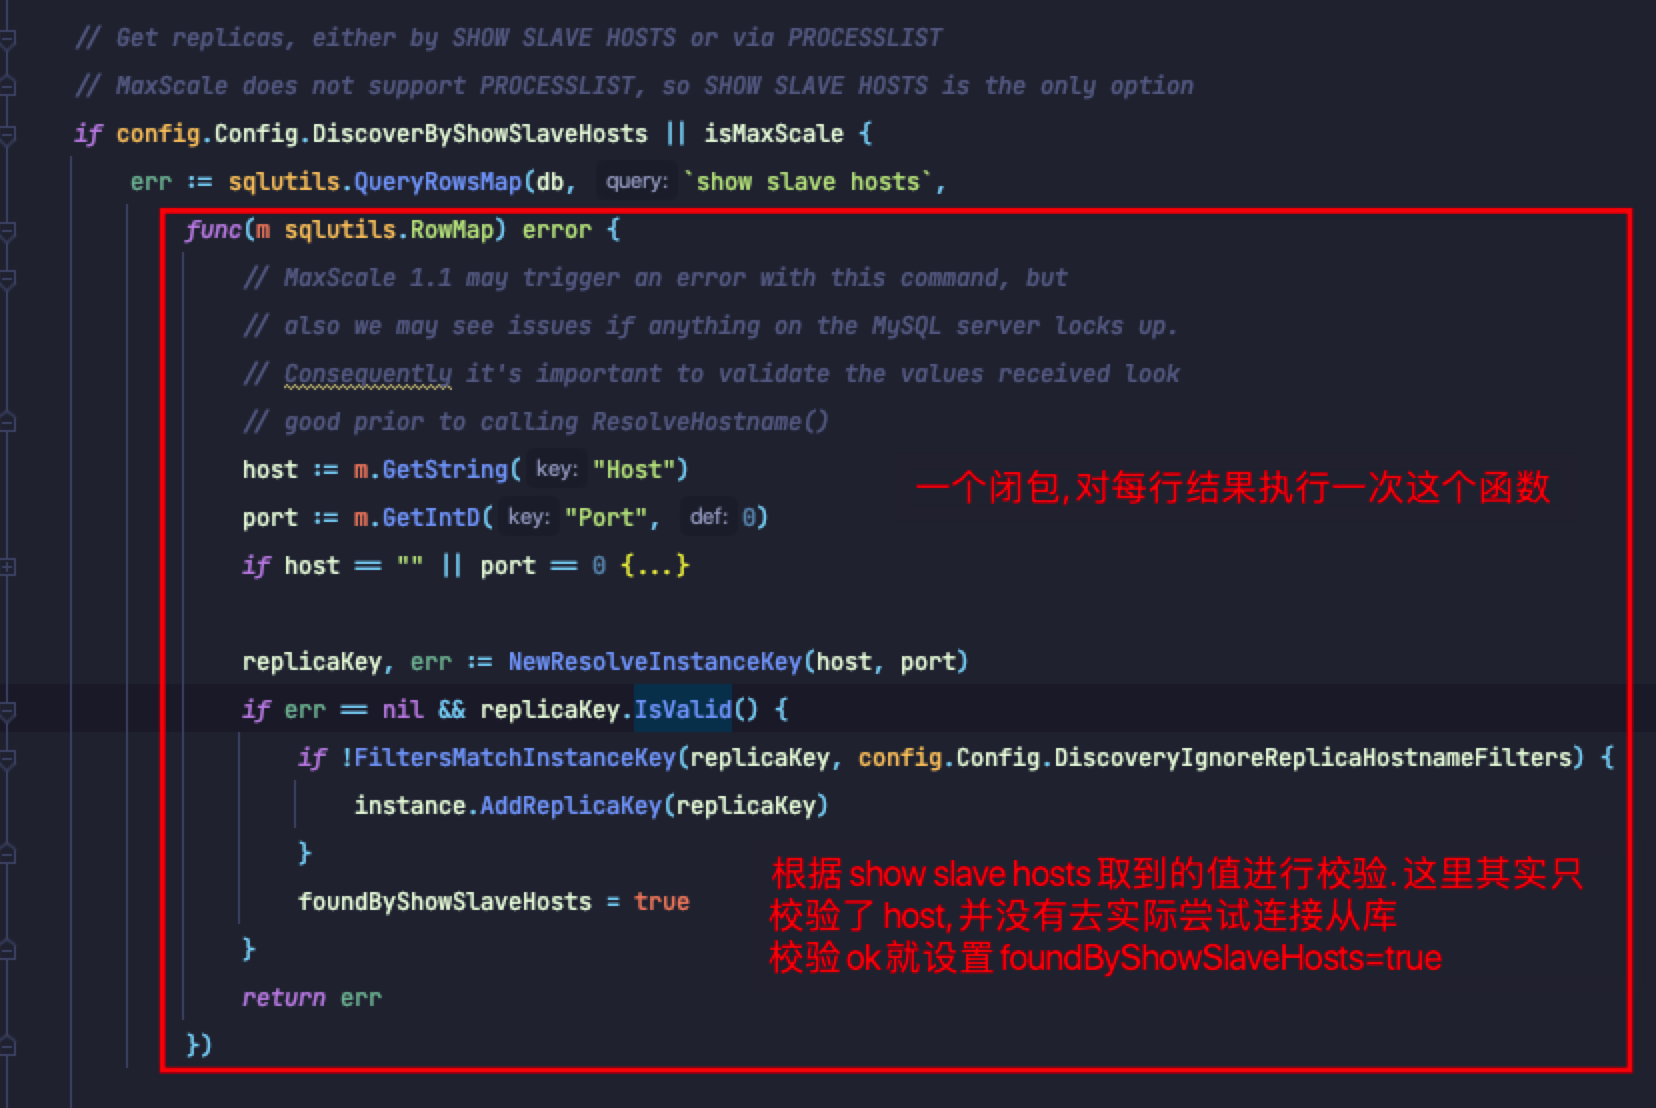 // Get replicas, either by SHOW SLAVE HOSTS or via PROCESSLIST
// MaxScale does not support PROCESSLIST, so SHOW SLAVE HOSTS is the only option
if config.Config.DiscoverByShowSlaveHosts || isMaxScale {
err := sqlutils.QueryRowsMap(db, query: `show slave hosts`,
func(m sqlutils.RowMap) error {
// MaxScale 1.1 may trigger an error with this command, but
// also we may see issues if anything on the MySQL server locks up.
// Consequently it's important to validate the values received look
// good prior to calling ResolveHostname()
host := m.GetString( key: "Host")
一个闭包,对每行结果执行一次这个函数
port := m.GetIntD( key: "Port", def: 0)
if host == "" || port == 0 {...}
replicaKey, err := NewResolveInstanceKey(host, port)
if err == nil && replicaKey.IsValid() {
if !FiltersMatchInstanceKey(replicaKey, config.Config.DiscoveryIgnoreReplicaHostnameFilters) {
instance.AddReplicaKey(replicaKey)
}
根据 show slave hosts 取到的值进行校验. 这里其实只
校验了 host, 并没有去实际尝试连接从库
校验 ok 就设置 foundByShowSlaveHosts=true
foundByShowSlaveHosts = true
}
return err
})